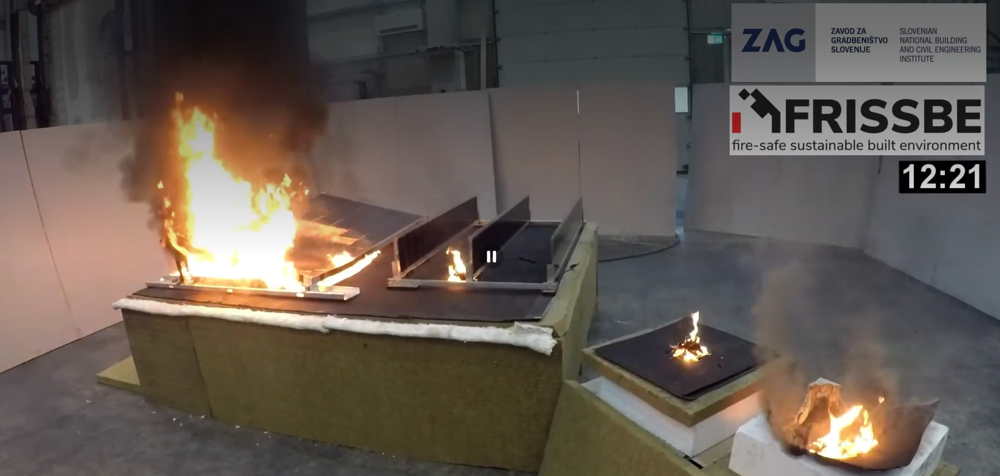 ZAG
ZAVOD ZA
GRADBENIŠTVO
SLOVENIJE
SLOVENIAN
NATIONAL BUILDING
AND CIVIL ENGINEERING
INSTITUTE
FRISSBE
fire-safe sustainable built environment
12:21